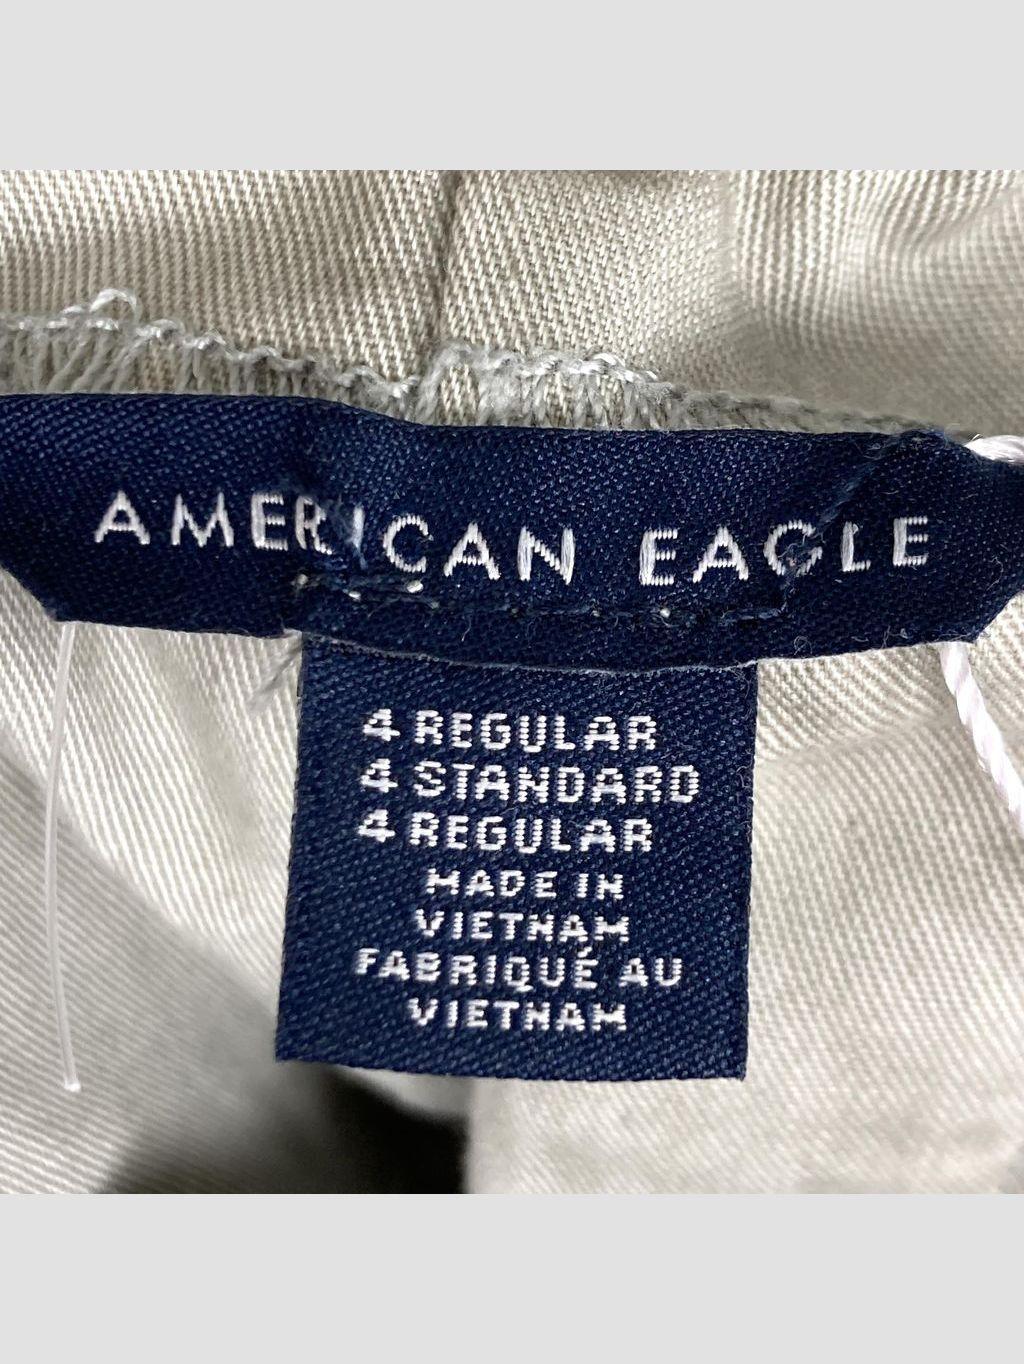 AMERICAN EAGLE
4 REGULAR
4 STANDARD
4 REGULAR
MADE IN
VIETNAM
FABRIQUÉ AU
VIETNAM